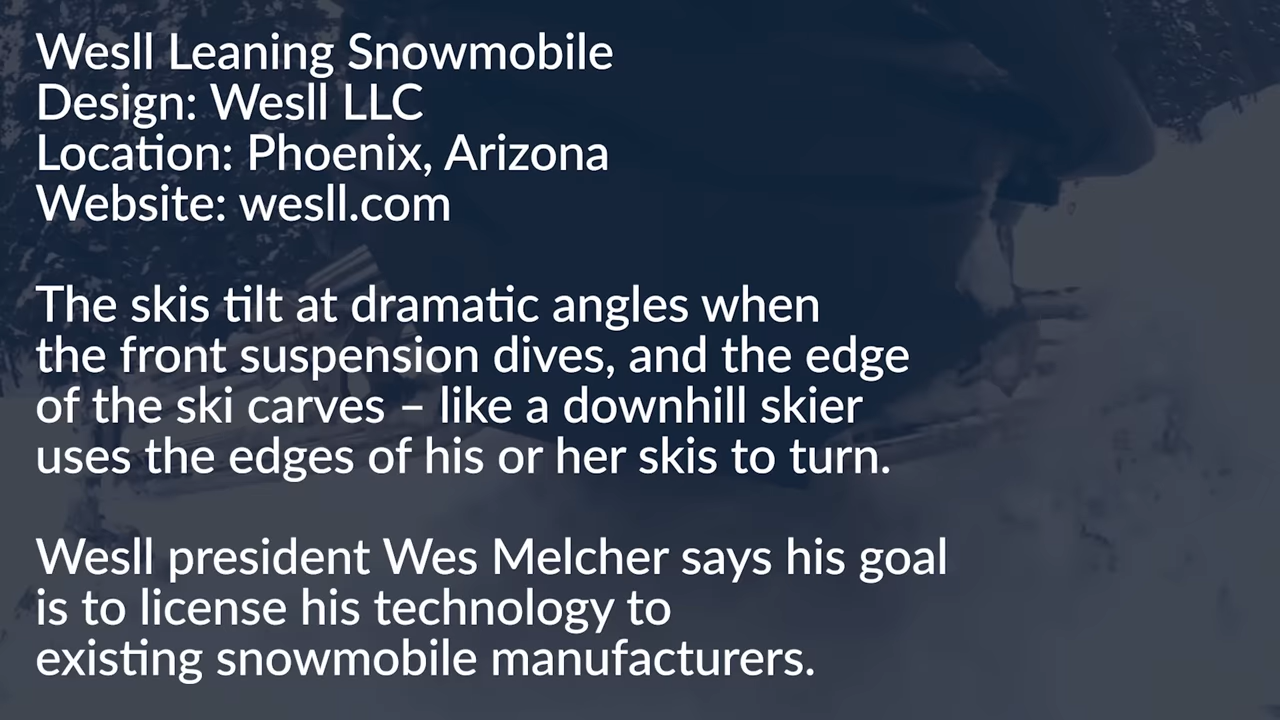 Wesll Leaning Snowmobile
Design: Wesll LLC
Location: Phoenix, Arizona
Website: wesll.com
The skis tilt at dramatic angles when
the front suspension dives, and the edge
of the ski carves – like a downhill skier
uses the edges of his or her skis to turn.
Wesll president Wes Melcher says his goal
is to license his technology to
existing snowmobile manufacturers.